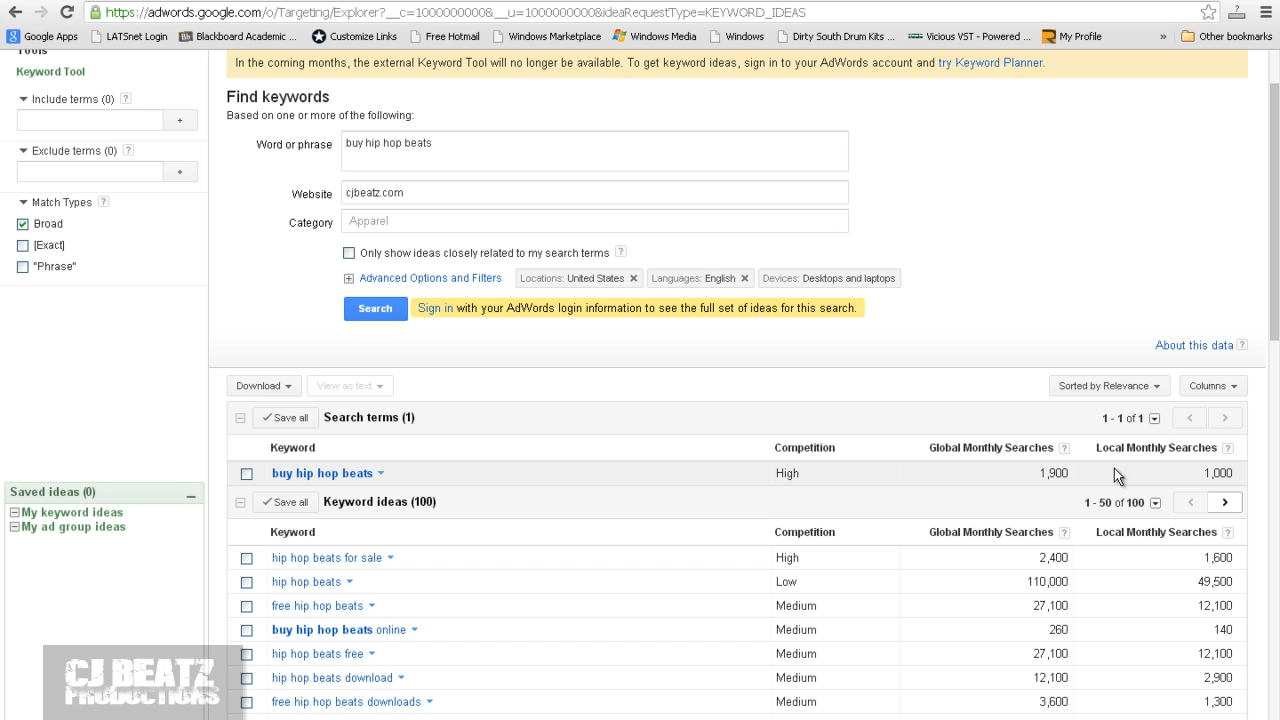 https://adwords.google.com/o/Targeting/Explorer?__c=1000000000&__u=1000000000&ideaRequestType=KEYWORD_IDEAS
Google Apps LATSnet Login Blackboard Academic ... Customize Links Free Hotmail Windows Marketplace Windows Media Windows Dirty South Drum Kits ... Vicious VST - Powered ... My Profile » Other bookmarks
Tools
Keyword Tool
Include terms (0) ?
+
Exclude terms (0) ?
+
Match Types ?
Broad
[Exact]
"Phrase"
Saved ideas (0)
My keyword ideas
My ad group ideas
In the coming months, the external Keyword Tool will no longer be available. To get keyword ideas, sign in to your AdWords account and try Keyword Planner.
Find keywords
Based on one or more of the following:
Word or phrase buy hip hop beats
Website cjbeatz.com
Category Apparel
Only show ideas closely related to my search terms ?
Advanced Options and Filters Locations: United States Languages: English Devices: Desktops and laptops
Search Sign in with your AdWords login information to see the full set of ideas for this search.
About this data ?
Download View as text Sorted by Relevance Columns
Save all Search terms (1) 1 - 1 of 1
Keyword Competition Global Monthly Searches ? Local Monthly Searches ?
buy hip hop beats High 1,900 1,000
Save all Keyword ideas (100) 1 - 50 of 100
Keyword Competition Global Monthly Searches ? Local Monthly Searches ?
hip hop beats for sale High 2,400 1,600
hip hop beats Low 110,000 49,500
free hip hop beats Medium 27,100 12,100
buy hip hop beats online Medium 260 140
hip hop beats free Medium 27,100 12,100
hip hop beats download Medium 12,100 2,900
free hip hop beats downloads Medium 3,600 1,300
CJ BEATZ
PRODUCTIONS